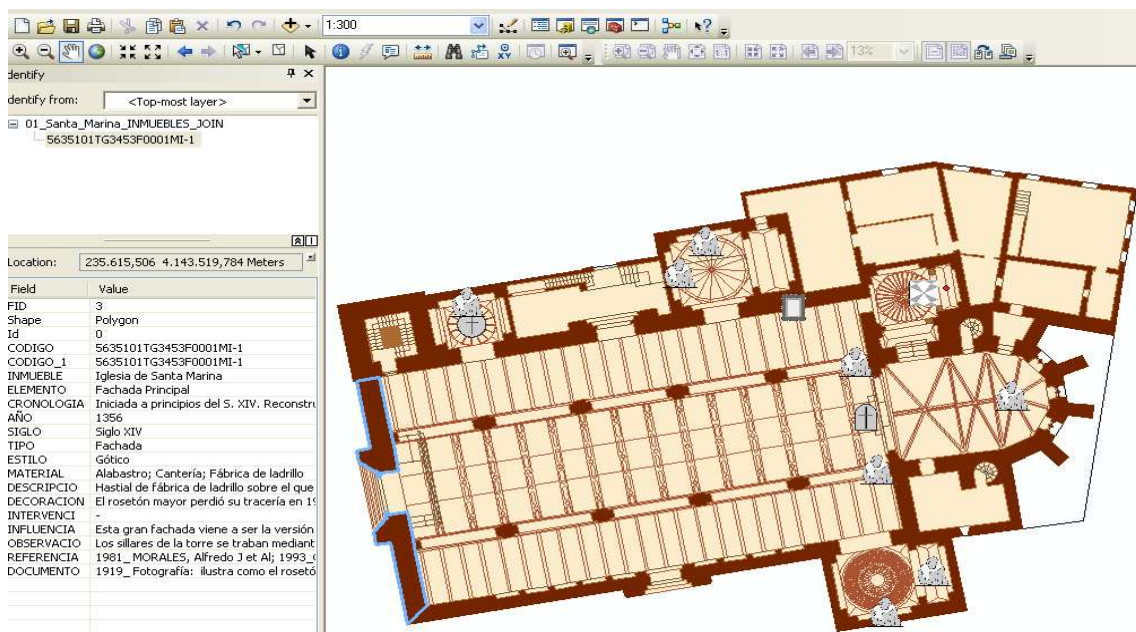 1:300
13%
dentify
dentify from: <Top-most layer>
01_Santa_Marina_INMUEBLES_JOIN
5635101TG3453F0001MI-1
Location: 235.615,506 4.143.519,784 Meters
Field Value
FID 3
Shape Polygon
Id 0
CODIGO 5635101TG3453F0001MI-1
CODIGO_1 5635101TG3453F0001MI-1
INMUEBLE Iglesia de Santa Marina
ELEMENTO Fachada Principal
CRONOLOGIA Iniciada a principios del S. XIV. Reconstru
AÑO 1356
SIGLO Siglo XIV
TIPO Fachada
ESTILO Gótico
MATERIAL Alabastro; Cantería; Fábrica de ladrillo
DESCRIPCIO Hastial de fábrica de ladrillo sobre el que
DECORACION El rosetón mayor perdió su tracería en 19
INTERVENCI -
INFLUENCIA Esta gran fachada viene a ser la versión
OBSERVACIO Los sillares de la torre se traban mediant
REFERENCIA 1981_ MORALES, Alfredo J et Al; 1993_
DOCUMENTO 1919_ Fotografía: ilustra como el rosetó